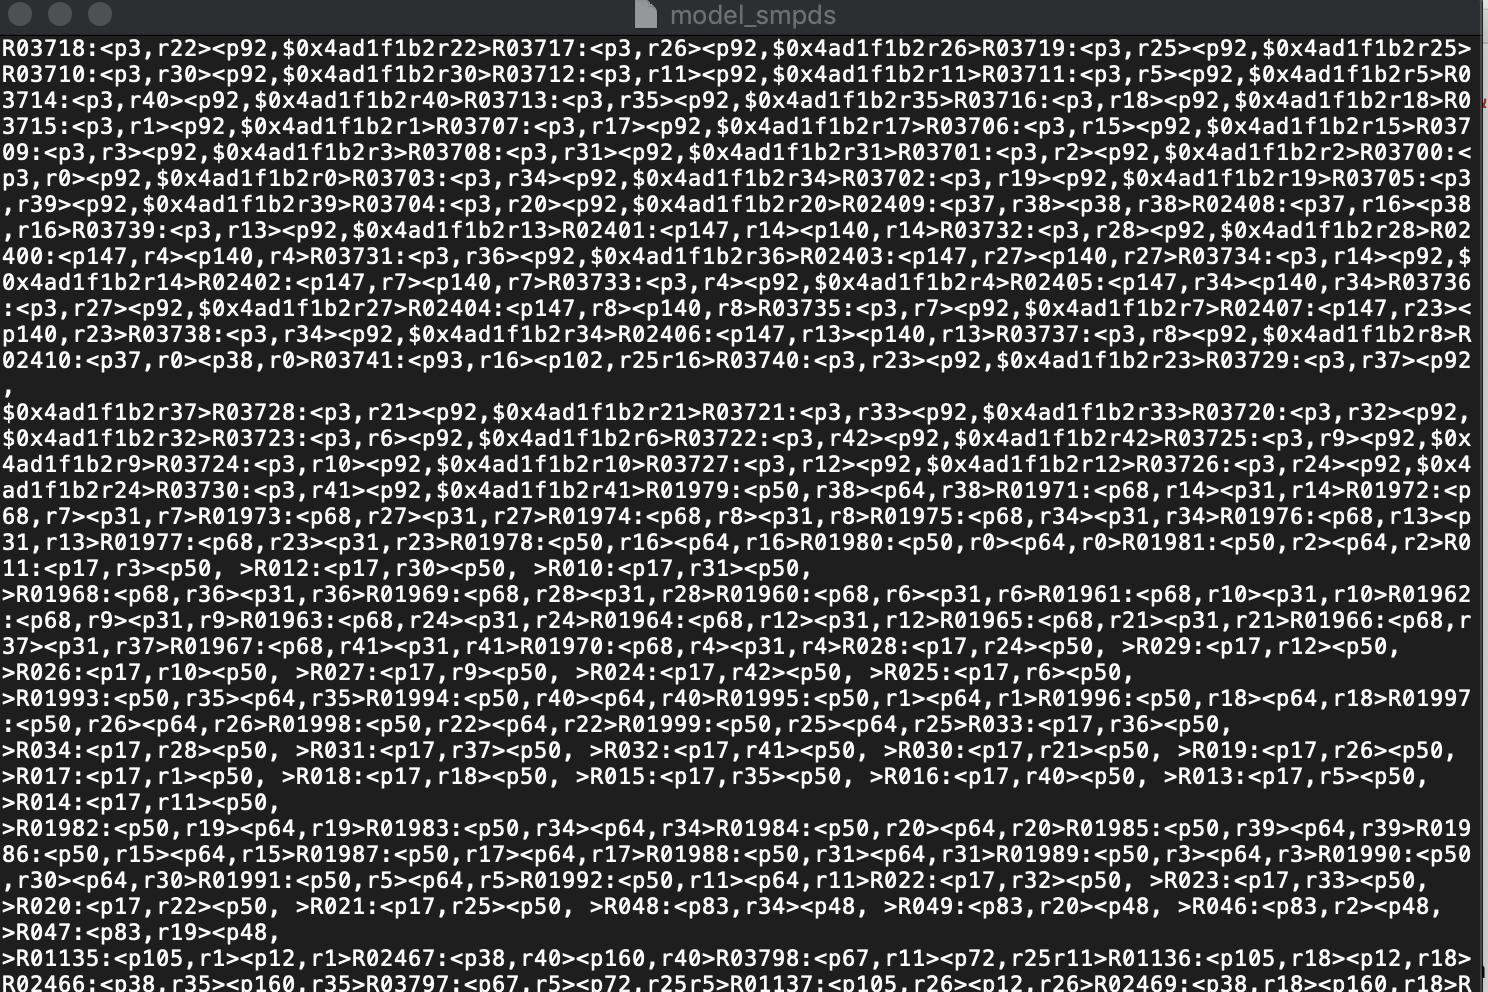 model_smpds
R03718:<p3,r22><p92,$0x4ad1f1b2r22>R03717:<p3,r26><p92,$0x4ad1f1b2r26>R03719:<p3,r25><p92,$0x4ad1f1b2r25>
R03710:<p3,r30><p92,$0x4ad1f1b2r30>R03712:<p3,r11><p92,$0x4ad1f1b2r11>R03711:<p3,r5><p92,$0x4ad1f1b2r5>R0
3714:<p3,r40><p92,$0x4ad1f1b2r40>R03713:<p3,r35><p92,$0x4ad1f1b2r35>R03716:<p3,r18><p92,$0x4ad1f1b2r18>R0
3715:<p3,r1><p92,$0x4ad1f1b2r1>R03707:<p3,r17><p92,$0x4ad1f1b2r17>R03706:<p3,r15><p92,$0x4ad1f1b2r15>R037
09:<p3,r3><p92,$0x4ad1f1b2r3>R03708:<p3,r31><p92,$0x4ad1f1b2r31>R03701:<p3,r2><p92,$0x4ad1f1b2r2>R03700:<
p3,r0><p92,$0x4ad1f1b2r0>R03703:<p3,r34><p92,$0x4ad1f1b2r34>R03702:<p3,r19><p92,$0x4ad1f1b2r19>R03705:<p3
,r39><p92,$0x4ad1f1b2r39>R03704:<p3,r20><p92,$0x4ad1f1b2r20>R02409:<p37,r38><p38,r38>R02408:<p37,r16><p38
,r16>R03739:<p3,r13><p92,$0x4ad1f1b2r13>R02401:<p147,r14><p140,r14>R03732:<p3,r28><p92,$0x4ad1f1b2r28>R02
400:<p147,r4><p140,r4>R03731:<p3,r36><p92,$0x4ad1f1b2r36>R02403:<p147,r27><p140,r27>R03734:<p3,r14><p92,$
0x4ad1f1b2r14>R02402:<p147,r7><p140,r7>R03733:<p3,r4><p92,$0x4ad1f1b2r4>R02405:<p147,r34><p140,r34>R03736
:<p3,r27><p92,$0x4ad1f1b2r27>R02404:<p147,r8><p140,r8>R03735:<p3,r7><p92,$0x4ad1f1b2r7>R02407:<p147,r23><
p140,r23>R03738:<p3,r34><p92,$0x4ad1f1b2r34>R02406:<p147,r13><p140,r13>R03737:<p3,r8><p92,$0x4ad1f1b2r8>R
02410:<p37,r0><p38,r0>R03741:<p93,r16><p102,r25r16>R03740:<p3,r23><p92,$0x4ad1f1b2r23>R03729:<p3,r37><p92
,
$0x4ad1f1b2r37>R03728:<p3,r21><p92,$0x4ad1f1b2r21>R03721:<p3,r33><p92,$0x4ad1f1b2r33>R03720:<p3,r32><p92,
$0x4ad1f1b2r32>R03723:<p3,r6><p92,$0x4ad1f1b2r6>R03722:<p3,r42><p92,$0x4ad1f1b2r42>R03725:<p3,r9><p92,$0x
4ad1f1b2r9>R03724:<p3,r10><p92,$0x4ad1f1b2r10>R03727:<p3,r12><p92,$0x4ad1f1b2r12>R03726:<p3,r24><p92,$0x4
ad1f1b2r24>R03730:<p3,r41><p92,$0x4ad1f1b2r41>R01979:<p50,r38><p64,r38>R01971:<p68,r14><p31,r14>R01972:<p
68,r7><p31,r7>R01973:<p68,r27><p31,r27>R01974:<p68,r8><p31,r8>R01975:<p68,r34><p31,r34>R01976:<p68,r13><p
31,r13>R01977:<p68,r23><p31,r23>R01978:<p50,r16><p64,r16>R01980:<p50,r0><p64,r0>R01981:<p50,r2><p64,r2>R0
11:<p17,r3><p50, >R012:<p17,r30><p50, >R010:<p17,r31><p50,
>R01968:<p68,r36><p31,r36>R01969:<p68,r28><p31,r28>R01960:<p68,r6><p31,r6>R01961:<p68,r10><p31,r10>R01962
:<p68,r9><p31,r9>R01963:<p68,r24><p31,r24>R01964:<p68,r12><p31,r12>R01965:<p68,r21><p31,r21>R01966:<p68,r
37><p31,r37>R01967:<p68,r41><p31,r41>R01970:<p68,r4><p31,r4>R028:<p17,r24><p50, >R029:<p17,r12><p50,
>R026:<p17,r10><p50, >R027:<p17,r9><p50, >R024:<p17,r42><p50, >R025:<p17,r6><p50,
>R01993:<p50,r35><p64,r35>R01994:<p50,r40><p64,r40>R01995:<p50,r1><p64,r1>R01996:<p50,r18><p64,r18>R01997
:<p50,r26><p64,r26>R01998:<p50,r22><p64,r22>R01999:<p50,r25><p64,r25>R033:<p17,r36><p50,
>R034:<p17,r28><p50, >R031:<p17,r37><p50, >R032:<p17,r41><p50, >R030:<p17,r21><p50, >R019:<p17,r26><p50,
>R017:<p17,r1><p50, >R018:<p17,r18><p50, >R015:<p17,r35><p50, >R016:<p17,r40><p50, >R013:<p17,r5><p50,
>R014:<p17,r11><p50,
>R01982:<p50,r19><p64,r19>R01983:<p50,r34><p64,r34>R01984:<p50,r20><p64,r20>R01985:<p50,r39><p64,r39>R019
86:<p50,r15><p64,r15>R01987:<p50,r17><p64,r17>R01988:<p50,r31><p64,r31>R01989:<p50,r3><p64,r3>R01990:<p50
,r30><p64,r30>R01991:<p50,r5><p64,r5>R01992:<p50,r11><p64,r11>R022:<p17,r32><p50, >R023:<p17,r33><p50,
>R020:<p17,r22><p50, >R021:<p17,r25><p50, >R048:<p83,r34><p48, >R049:<p83,r20><p48, >R046:<p83,r2><p48,
>R047:<p83,r19><p48,
>R01135:<p105,r1><p12,r1>R02467:<p38,r40><p160,r40>R03798:<p67,r11><p72,r25r11>R01136:<p105,r18><p12,r18>
R02466:<p38,r35><p160,r35>R03797:<p67,r5><p72,r25r5>R01137:<p105,r26><p12,r26>R02469:<p38,r18><p160,r18>R